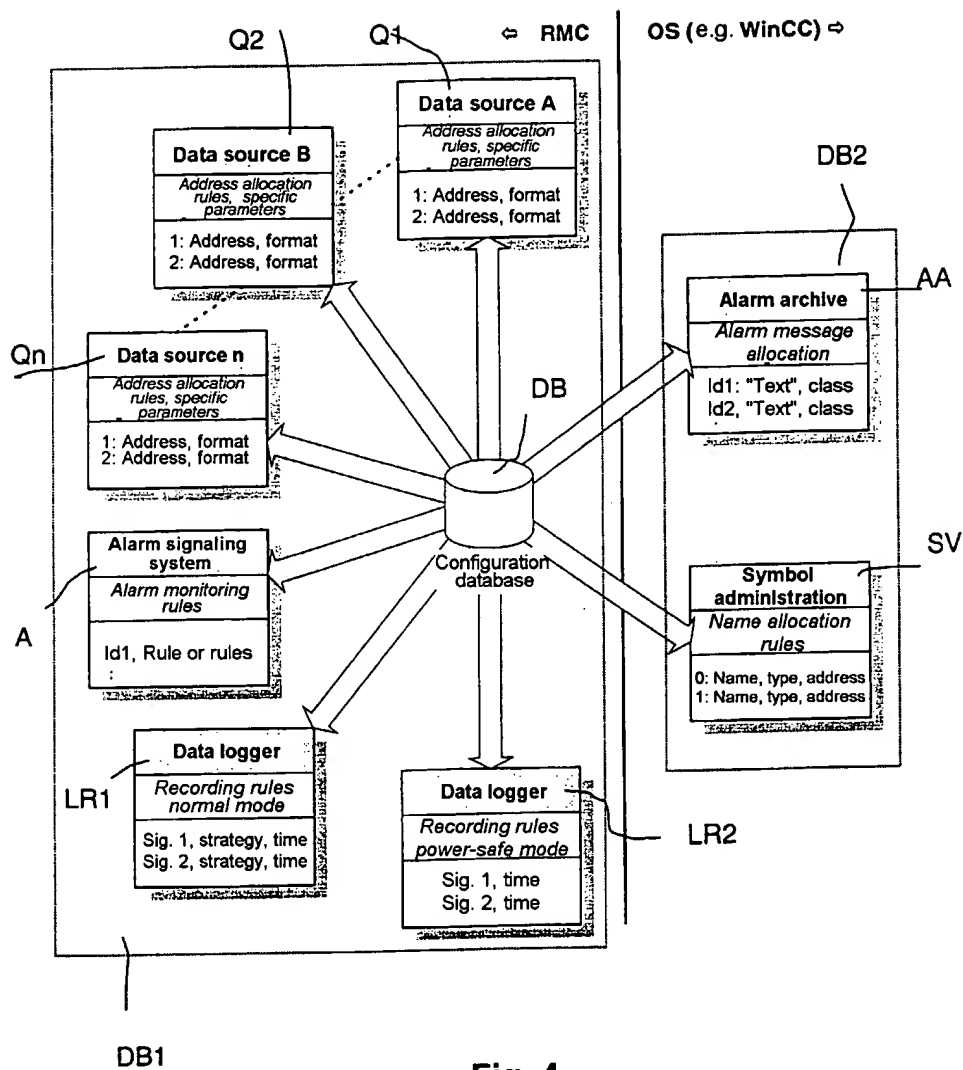 Q2
Q1
⇦ RMC
OS (e.g. WinCC) ⇨
Data source A
Address allocation
rules, specific
parameters
1: Address, format
2: Address, format
Data source B
Address allocation
rules, specific
parameters
1: Address, format
2: Address, format
DB2
AA
Alarm archive
Alarm message
allocation
Id1: "Text", class
Id2, "Text", class
:
Qn
Data source n
Address allocation
rules, specific
parameters
1: Address, format
2: Address, format
DB
Configuration
database
Alarm signaling
system
Alarm monitoring
rules
Id1, Rule or rules
:
A
SV
Symbol
administration
Name allocation
rules
0: Name, type, address
1: Name, type, address
LR1
Data logger
Recording rules
normal mode
Sig. 1, strategy, time
Sig. 2, strategy, time
Data logger
Recording rules
power-safe mode
Sig. 1, time
Sig. 2, time
LR2
DB1